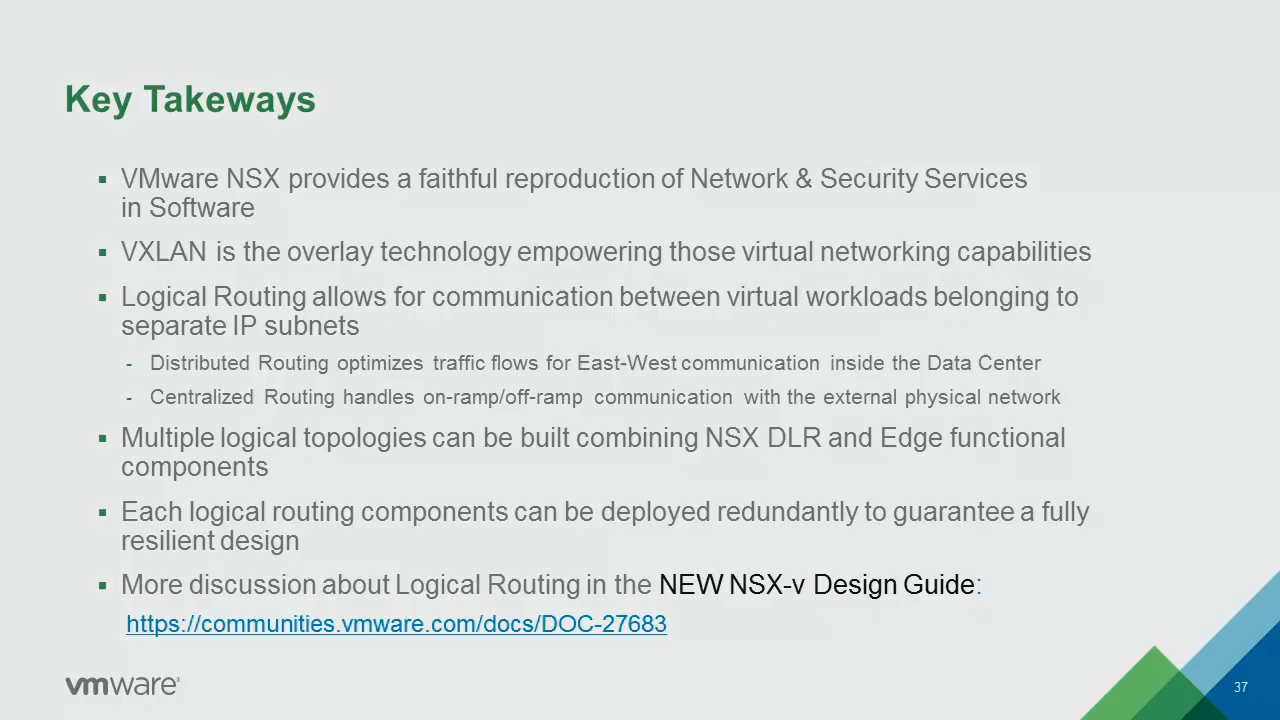 Key Takeways
▪ VMware NSX provides a faithful reproduction of Network & Security Services
in Software
▪ VXLAN is the overlay technology empowering those virtual networking capabilities
▪ Logical Routing allows for communication between virtual workloads belonging to
separate IP subnets
- Distributed Routing optimizes traffic flows for East-West communication inside the Data Center
- Centralized Routing handles on-ramp/off-ramp communication with the external physical network
▪ Multiple logical topologies can be built combining NSX DLR and Edge functional
components
▪ Each logical routing components can be deployed redundantly to guarantee a fully
resilient design
▪ More discussion about Logical Routing in the NEW NSX-v Design Guide:
https://communities.vmware.com/docs/DOC-27683
vmware
37